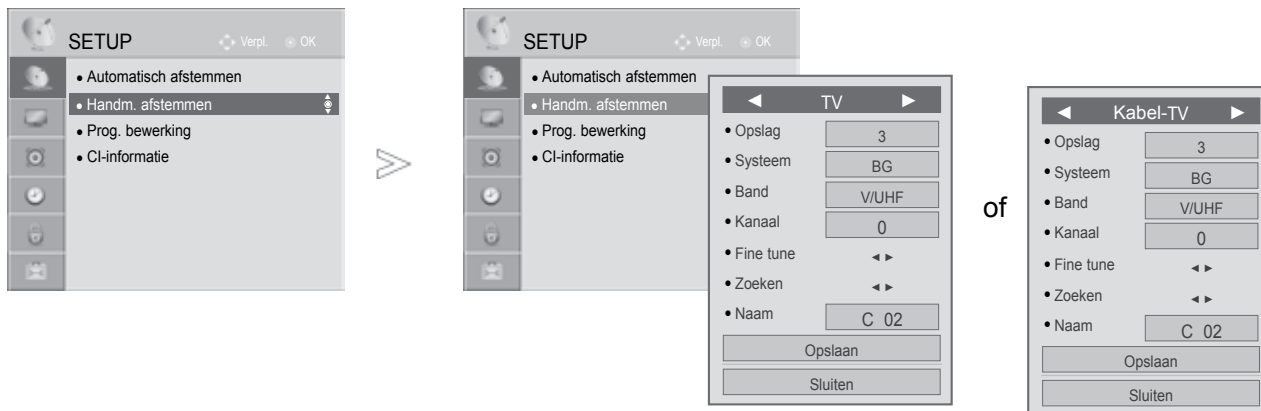 SETUP Verpl. OK
• Automatisch afstemmen
• Handm. afstemmen
• Prog. bewerking
• CI-informatie
SETUP Verpl. OK
• Automatisch afstemmen
• Handm. afstemmen
• Prog. bewerking
• CI-informatie
◄ TV ►
• Opslag 3
• Systeem BG
• Band V/UHF
• Kanaal 0
• Fine tune ◄ ►
• Zoeken ◄ ►
• Naam C 02
Opslaan
Sluiten
of
◄ Kabel-TV ►
• Opslag 3
• Systeem BG
• Band V/UHF
• Kanaal 0
• Fine tune ◄ ►
• Zoeken ◄ ►
• Naam C 02
Opslaan
Sluiten